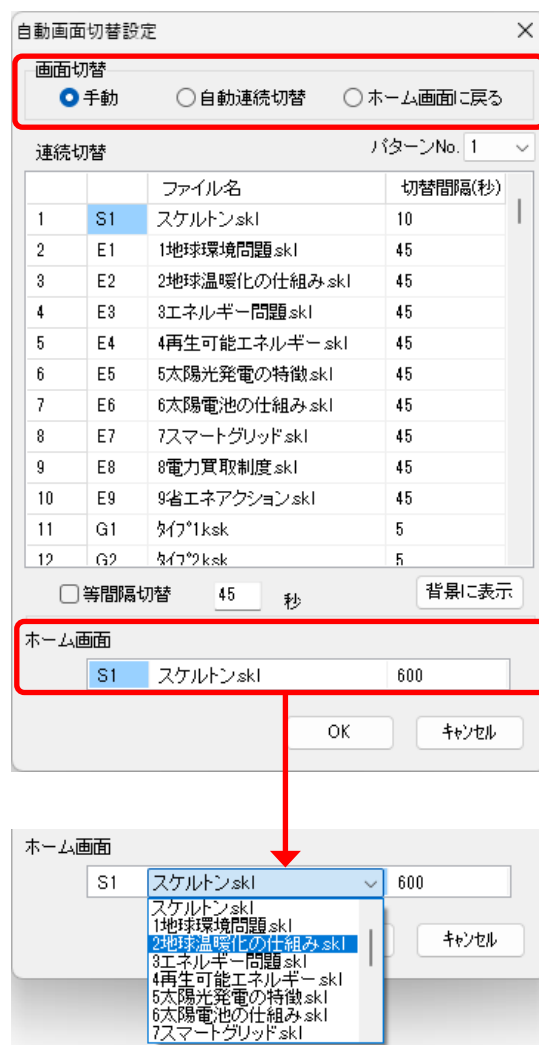 自動画面切替設定
画面切替
手動 自動連続切替 ホーム画面に戻る
連続切替 パターンNo. 1
ファイル名 切替間隔(秒)
1 S1 スケルトン.skl 10
2 E1 1地球環境問題.skl 45
3 E2 2地球温暖化の仕組み.skl 45
4 E3 3エネルギー問題.skl 45
5 E4 4再生可能エネルギー.skl 45
6 E5 5太陽光発電の特徴.skl 45
7 E6 6太陽電池の仕組み.skl 45
8 E7 7スマートグリッド.skl 45
9 E8 8電力買取制度.skl 45
10 E9 9省エネアクション.skl 45
11 G1 ﾀｲﾌﾟ1.ksk 5
12 G2 ﾀｲﾌﾟ2.ksk 5
等間隔切替 45 秒 背景に表示
ホーム画面
S1 スケルトン.skl 600
OK ｷｬﾝｾﾙ
ホーム画面
S1 スケルトン.skl 600
スケルトン.skl
1地球環境問題.skl
2地球温暖化の仕組み.skl ｷｬﾝｾﾙ
3エネルギー問題.skl
4再生可能エネルギー.skl
5太陽光発電の特徴.skl
6太陽電池の仕組み.skl
7スマートグリッド.skl